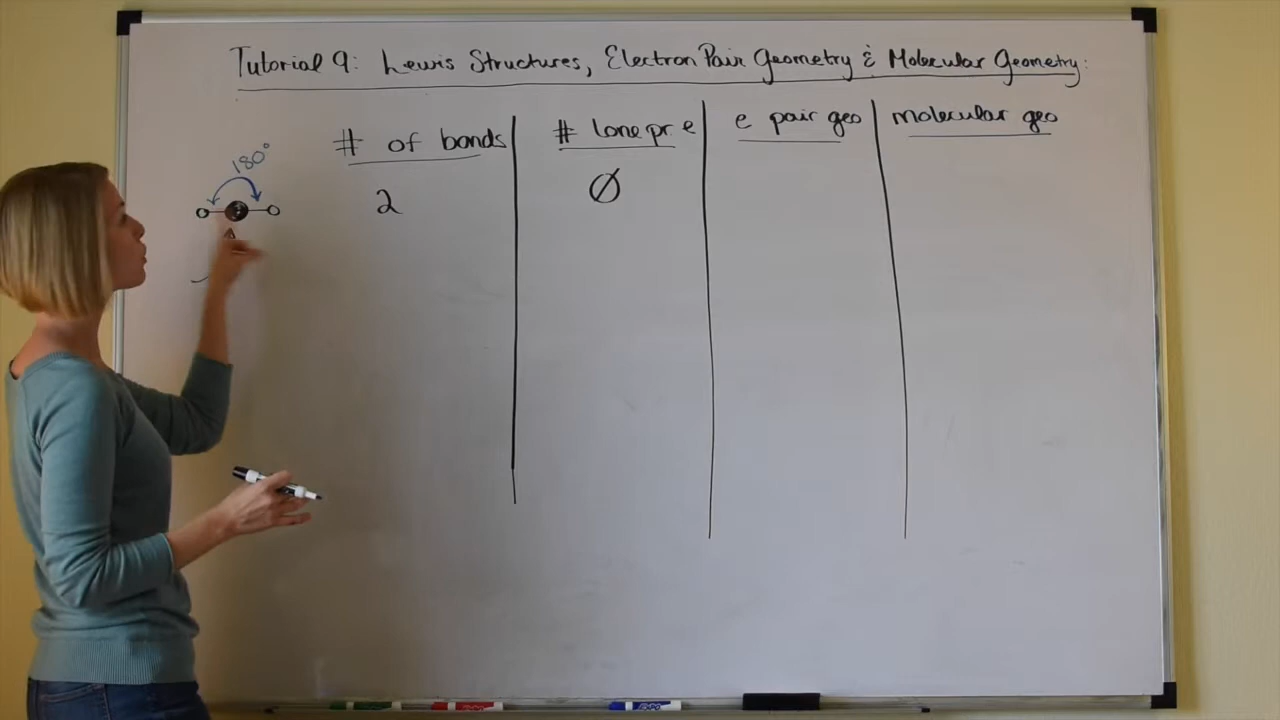 Tutorial 9: Lewis Structures, Electron Pair Geometry & Molecular Geometry:
# of bonds # lone pr e e pair geo molecular geo
180°
2 Ø